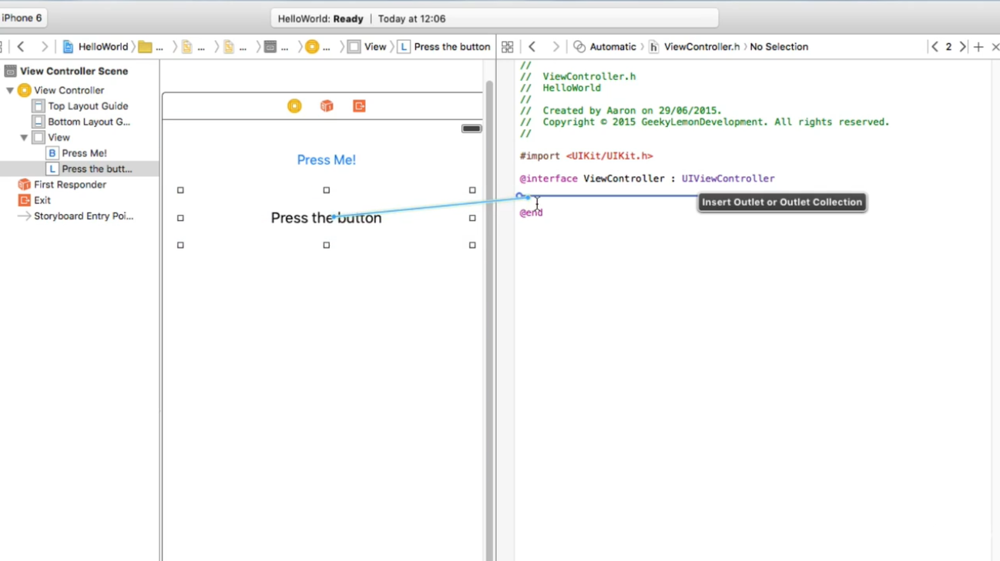 iPhone 6
HelloWorld: Ready | Today at 12:06
HelloWorld ... ... ... ... ... View Press the button
Automatic ViewController.h No Selection 2
View Controller Scene
View Controller
Top Layout Guide
Bottom Layout G...
View
B Press Me!
L Press the butt...
First Responder
Exit
Storyboard Entry Poi...
Press Me!
Press the button
//
// ViewController.h
// HelloWorld
//
// Created by Aaron on 29/06/2015.
// Copyright © 2015 GeekyLemonDevelopment. All rights reserved.
//
#import <UIKit/UIKit.h>
@interface ViewController : UIViewController
Insert Outlet or Outlet Collection
@end